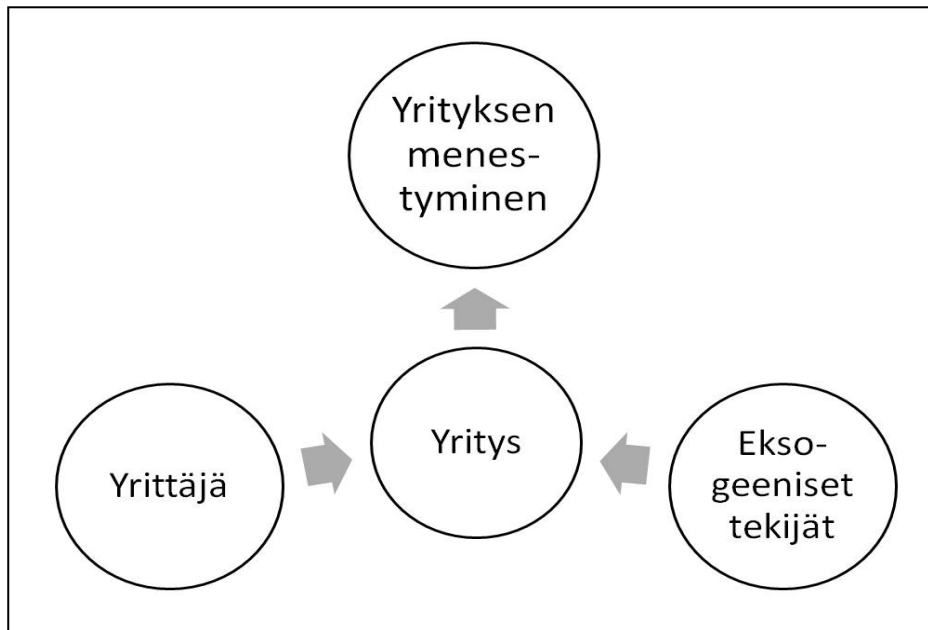 Yrityksen
menes-
tyminen
Yrittäjä
Yritys
Ekso-
geeniset
tekijät